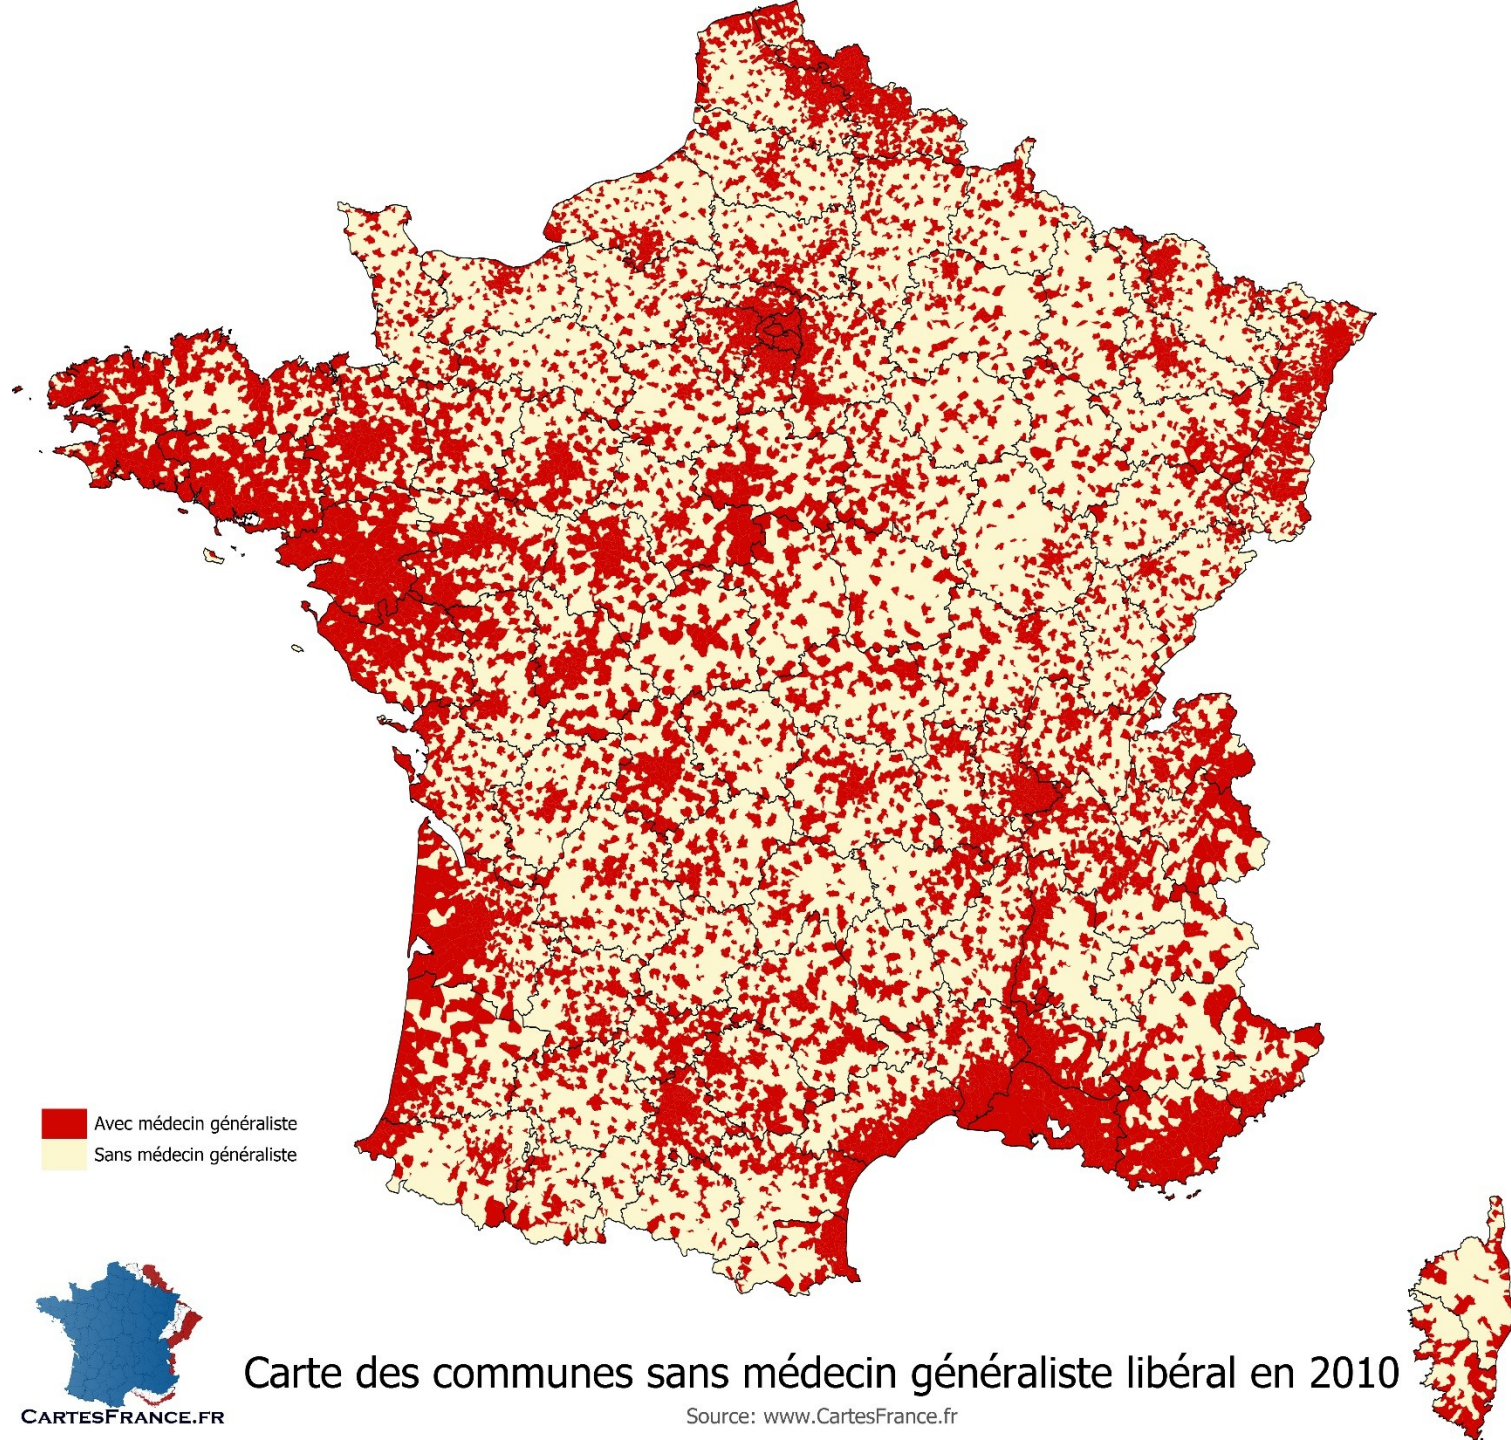 Avec médecin généraliste
Sans médecin généraliste
CARTESFRANCE.FR
Carte des communes sans médecin généraliste libéral en 2010
Source: www.CartesFrance.fr